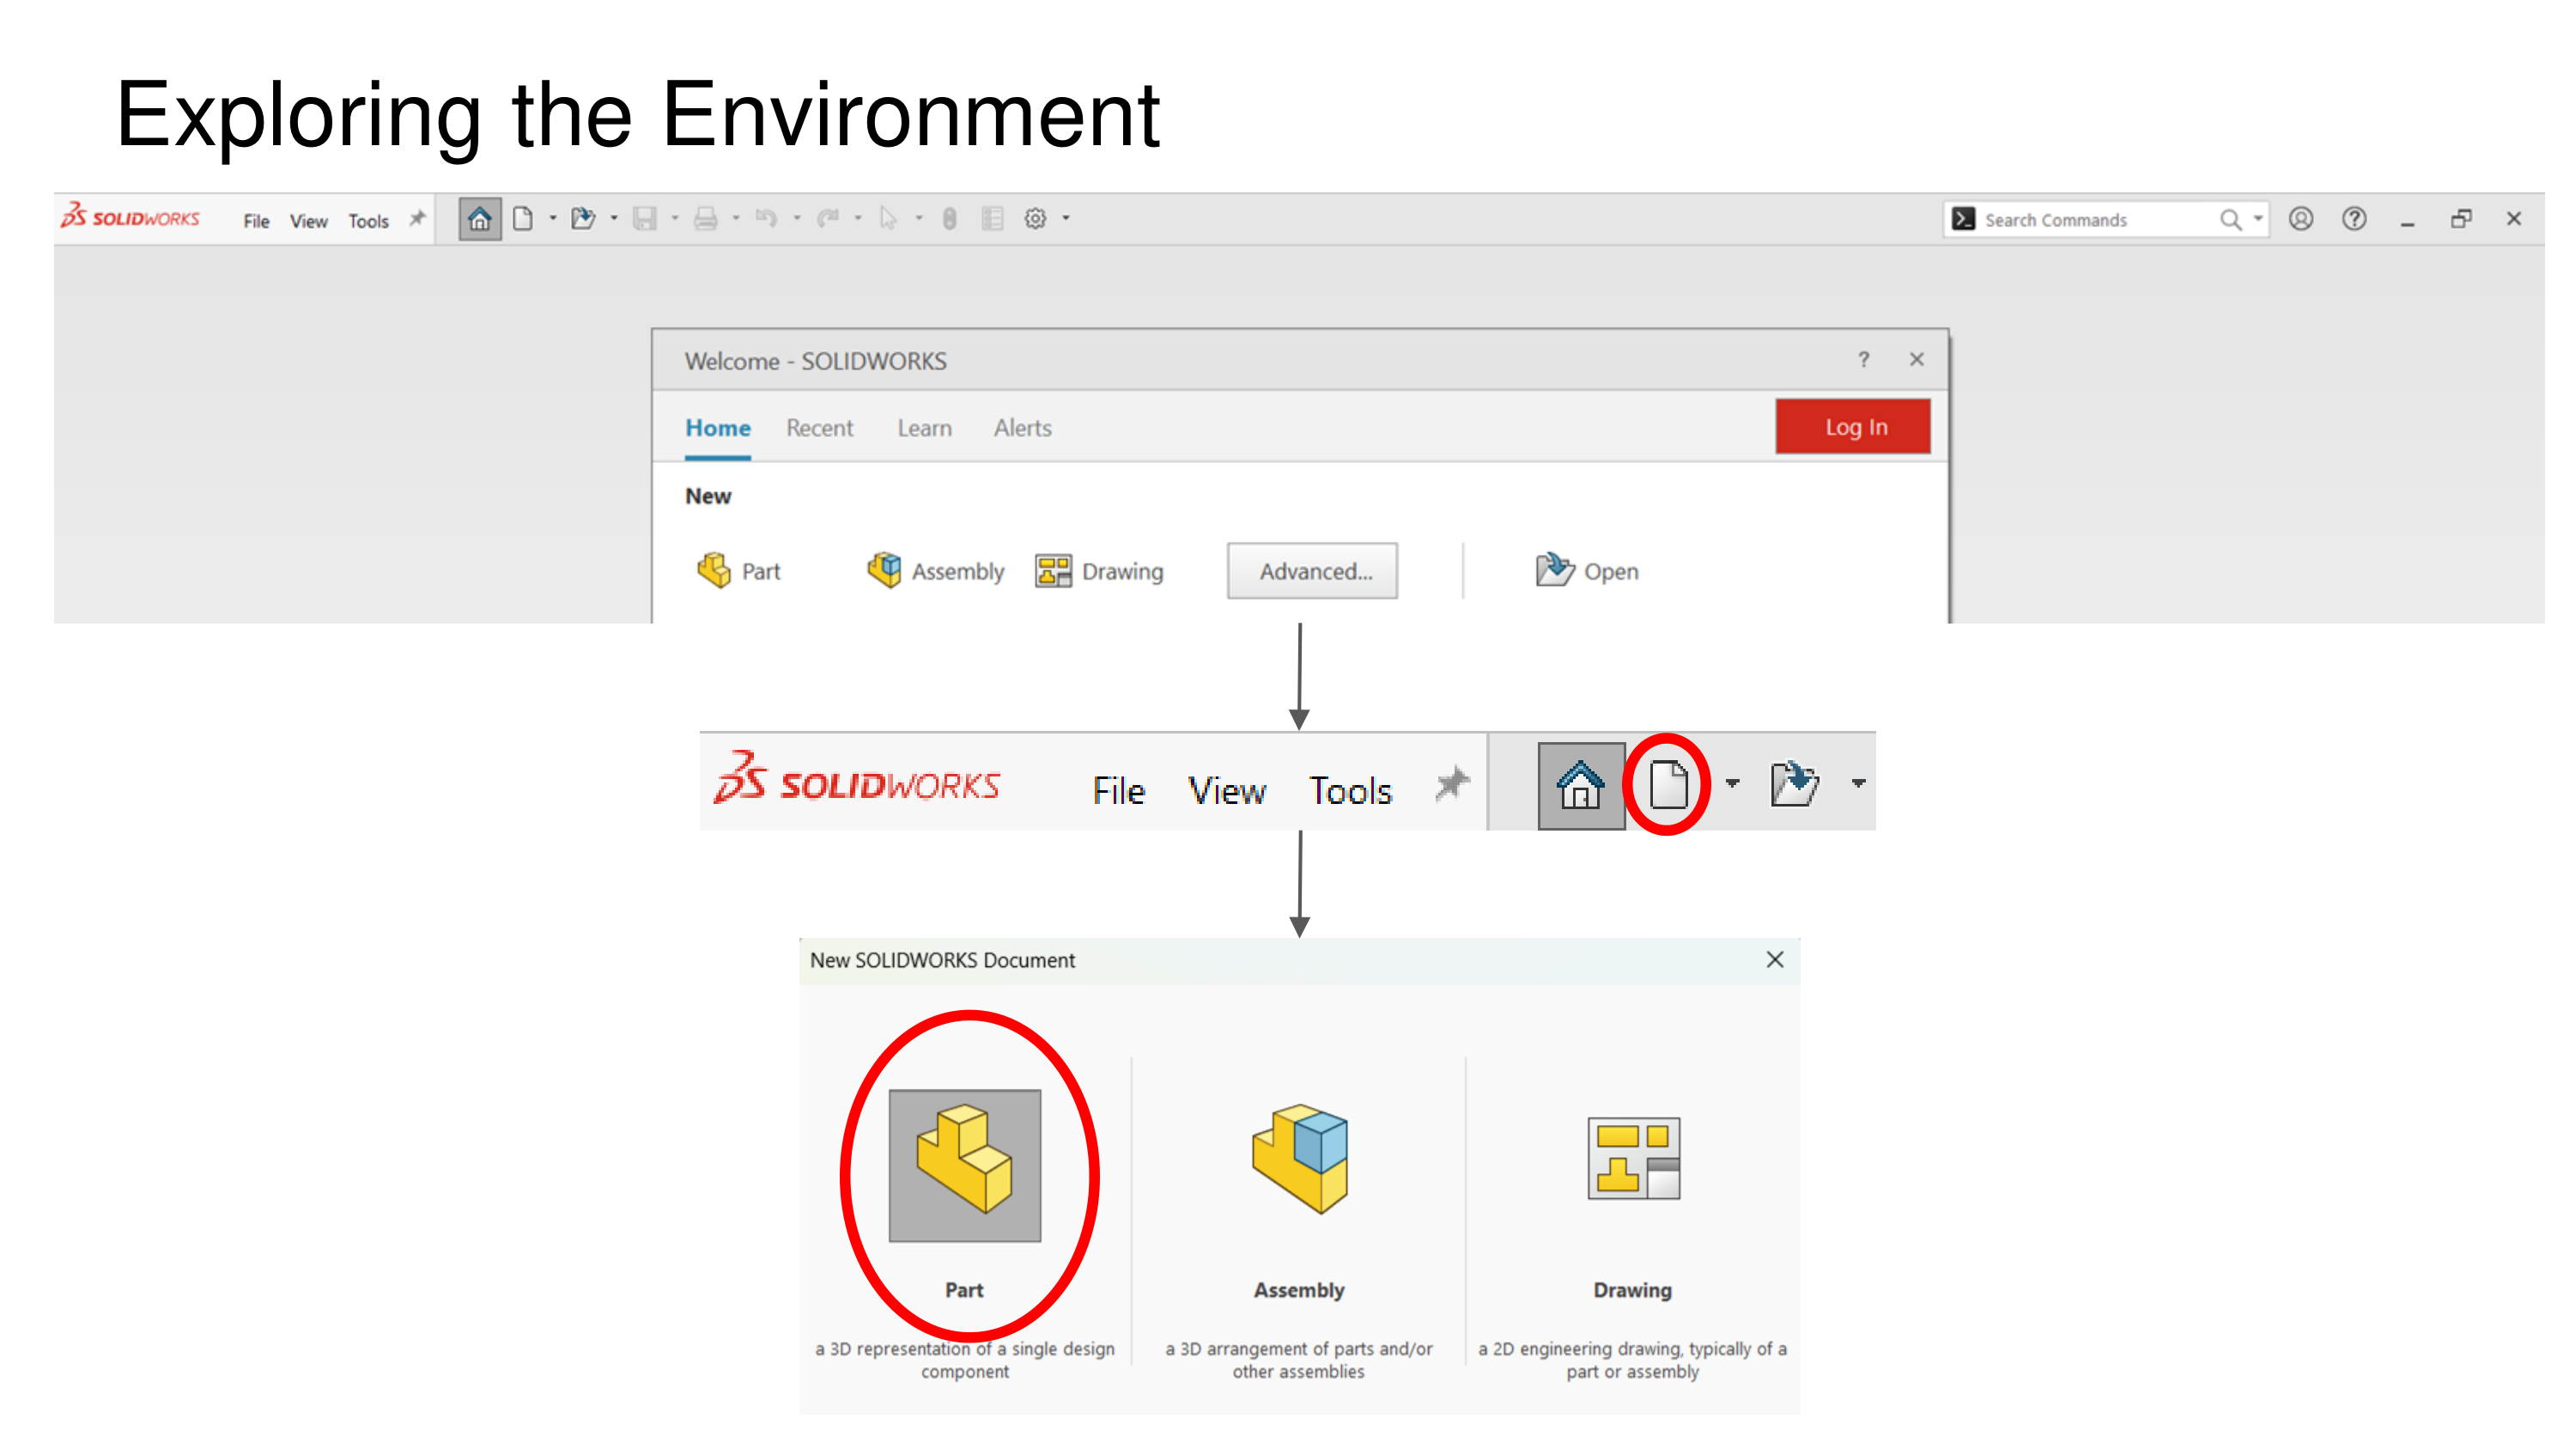 Exploring the Environment
SOLIDWORKS File View Tools Search Commands
Welcome - SOLIDWORKS ?
Home Recent Learn Alerts Log In
New
Part Assembly Drawing Advanced... Open
SOLIDWORKS File View Tools
New SOLIDWORKS Document
Part Assembly Drawing
a 3D representation of a single design component
a 3D arrangement of parts and/or other assemblies
a 2D engineering drawing, typically of a part or assembly